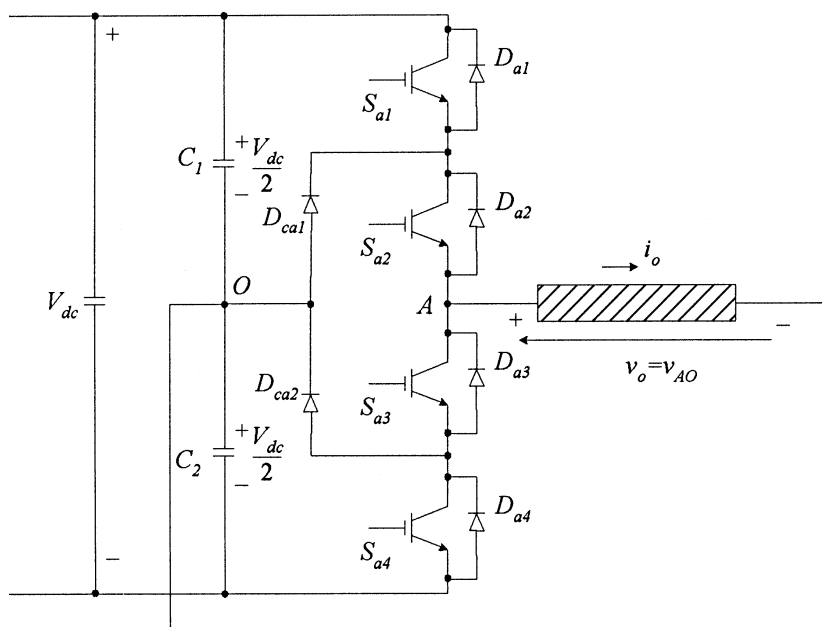 +
D_a1
S_a1
C_1
+ V_dc/2
−
D_ca1
D_a2
S_a2
i_o
V_dc
O
A
+
−
v_o=v_AO
D_ca2
D_a3
S_a3
C_2
+ V_dc/2
−
D_a4
S_a4
−